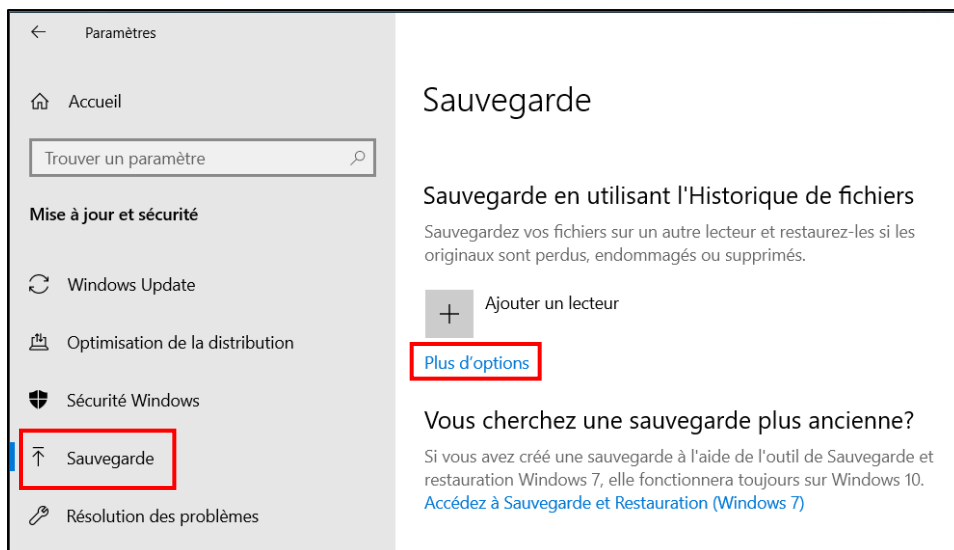 Paramètres
Accueil
Trouver un paramètre
Mise à jour et sécurité
Windows Update
Optimisation de la distribution
Sécurité Windows
Sauvegarde
Résolution des problèmes
Sauvegarde
Sauvegarde en utilisant l'Historique de fichiers
Sauvegardez vos fichiers sur un autre lecteur et restaurez-les si les
originaux sont perdus, endommagés ou supprimés.
Ajouter un lecteur
Plus d'options
Vous cherchez une sauvegarde plus ancienne?
Si vous avez créé une sauvegarde à l'aide de l'outil de Sauvegarde et
restauration Windows 7, elle fonctionnera toujours sur Windows 10.
Accédez à Sauvegarde et Restauration (Windows 7)